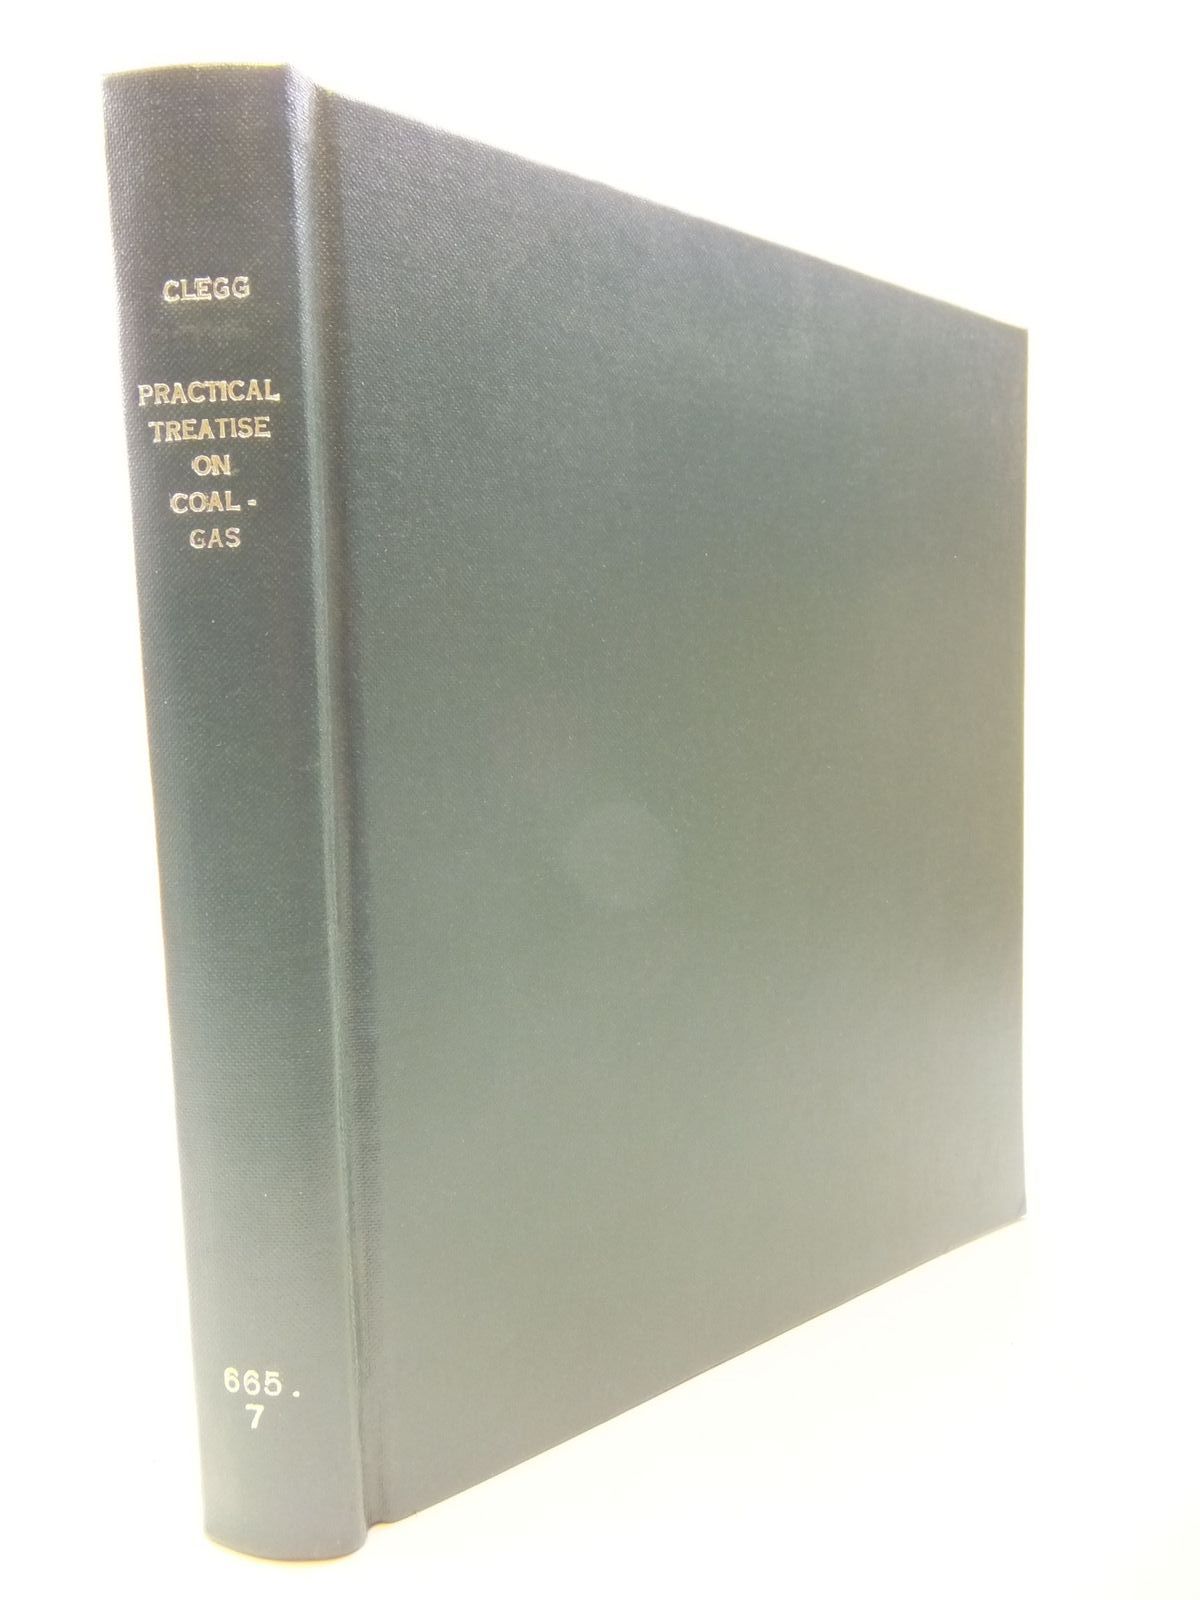 CLEGG
PRACTICAL
TREATISE
ON
COAL-
GAS
665.
7